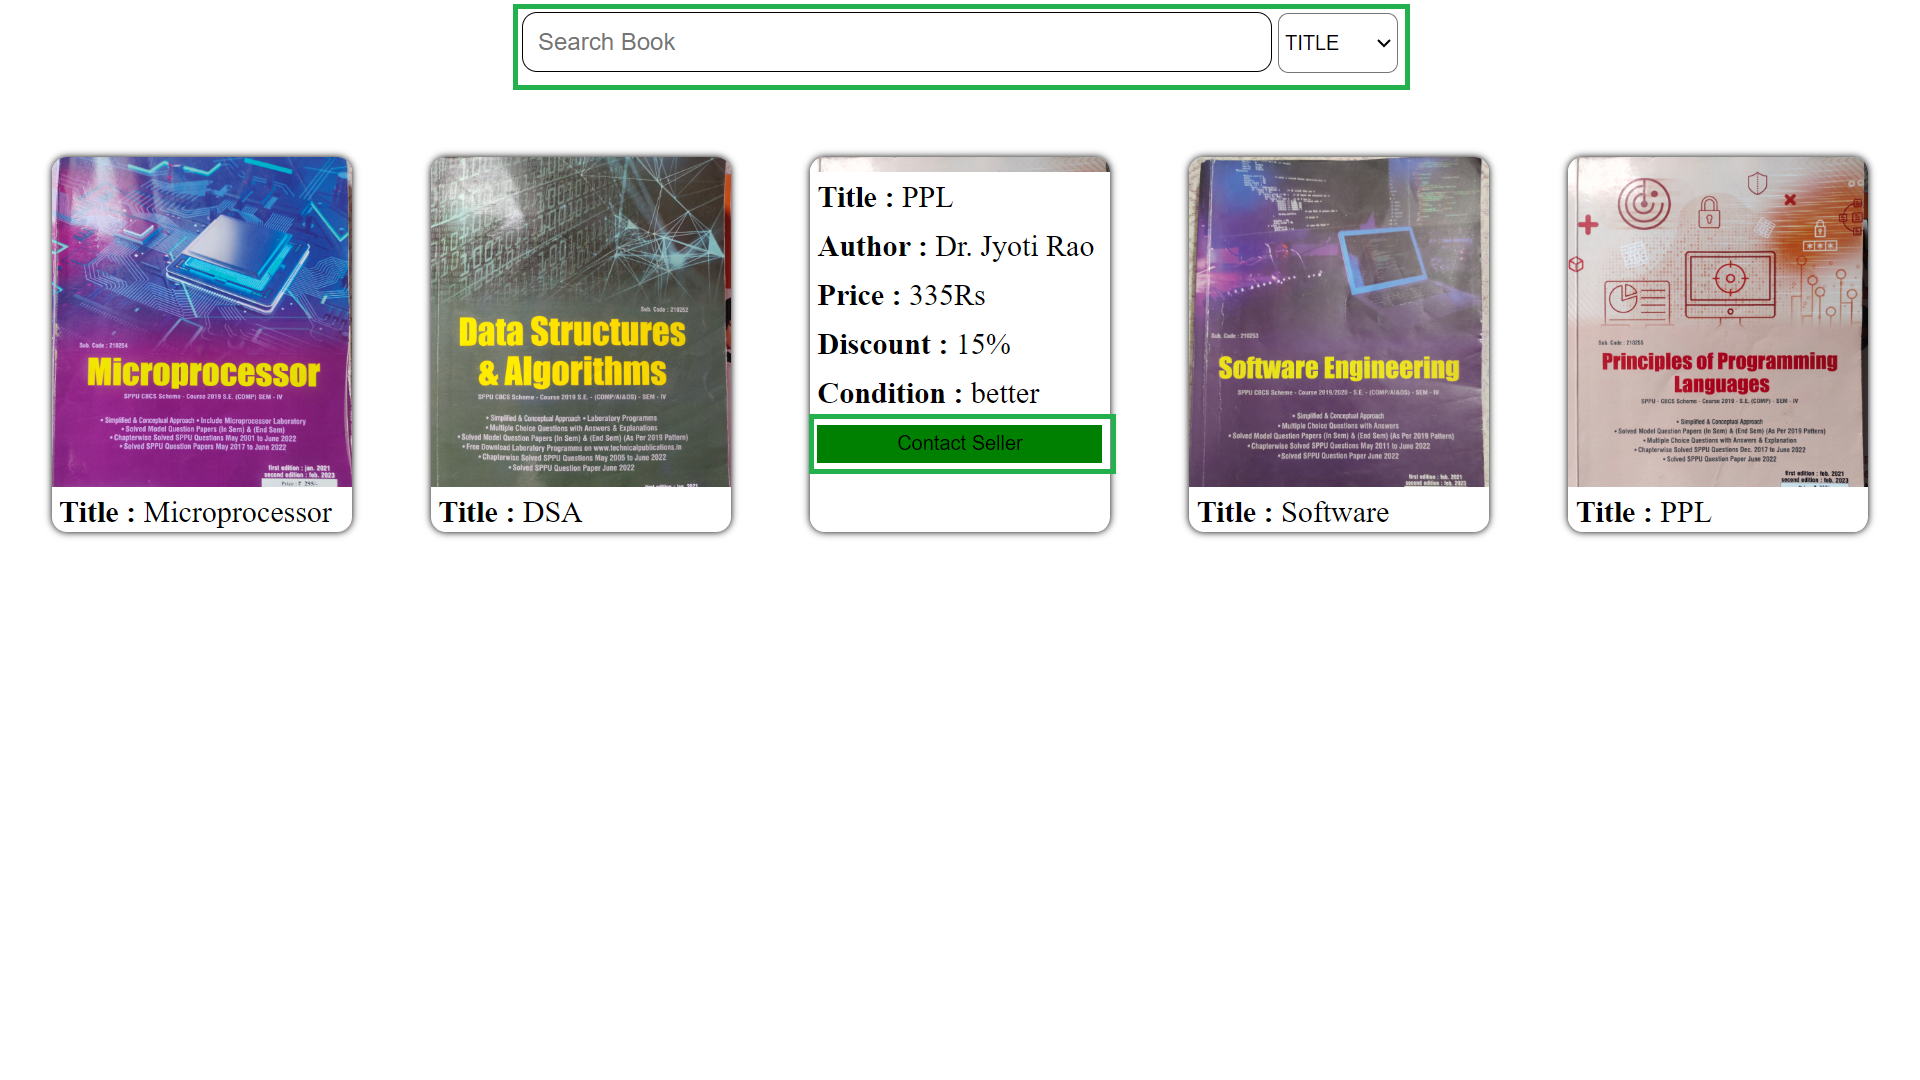 Search Book
TITLE
Sub. Code : 210254
Microprocessor
SPPU CBCS Scheme - Course 2019 S.E. - (COMP) SEM - IV
• Simplified & Conceptual Approach • Include Microprocessor Laboratory
• Solved Model Question Papers (In Sem) & (End Sem)
• Chapterwise Solved SPPU Questions May 2001 to June 2022
• Solved SPPU Questions May 2017 to June 2022
first edition : jan. 2021
second edition : feb. 2023
Price : ₹ 295/-
Title : Microprocessor
Sub. Code : 210252
Data Structures
& Algorithms
SPPU CBCS Scheme - Course 2019 S.E. - (COMP/AI&DS) - SEM - IV
• Simplified & Conceptual Approach • Laboratory Programms
• Multiple Choice Questions with Answers & Explanations
• Solved Model Question Papers (In Sem) & (End Sem) (As Per 2019 Pattern)
• Free Download Laboratory Programms on www.technicalpublications.in
• Chapterwise Solved SPPU Questions May 2005 to June 2022
• Solved SPPU Question Paper June 2022
Title : DSA
Title : PPL
Author : Dr. Jyoti Rao
Price : 335Rs
Discount : 15%
Condition : better
Contact Seller
Sub. Code : 210253
Software Engineering
SPPU CBCS Scheme - Course 2019/2020 - S.E. - (COMP/AI&DS) SEM - IV
• Simplified & Conceptual Approach
• Multiple Choice Questions with Answers
• Solved Model Question Papers (In Sem) & (End Sem) (As Per 2019 Pattern)
• Chapterwise Solved SPPU Questions May 2011 to June 2022
• Solved SPPU Question Paper June 2022
first edition : feb. 2021
second edition : feb. 2023
Title : Software
***
Sub. Code : 210255
Principles of Programming
Languages
SPPU - CBCS Scheme - Course 2019 - S.E. - (COMP) - SEM - IV
• Simplified & Conceptual Approach
• Solved Model Question Papers (In Sem) & (End Sem) (As Per 2019 Pattern)
• Multiple Choice Questions with Answers & Explanation
• Chapterwise Solved SPPU Questions Dec. 2017 to June 2022
• Solved SPPU Question Paper June 2022
first edition : feb. 2021
second edition : feb. 2023
Title : PPL